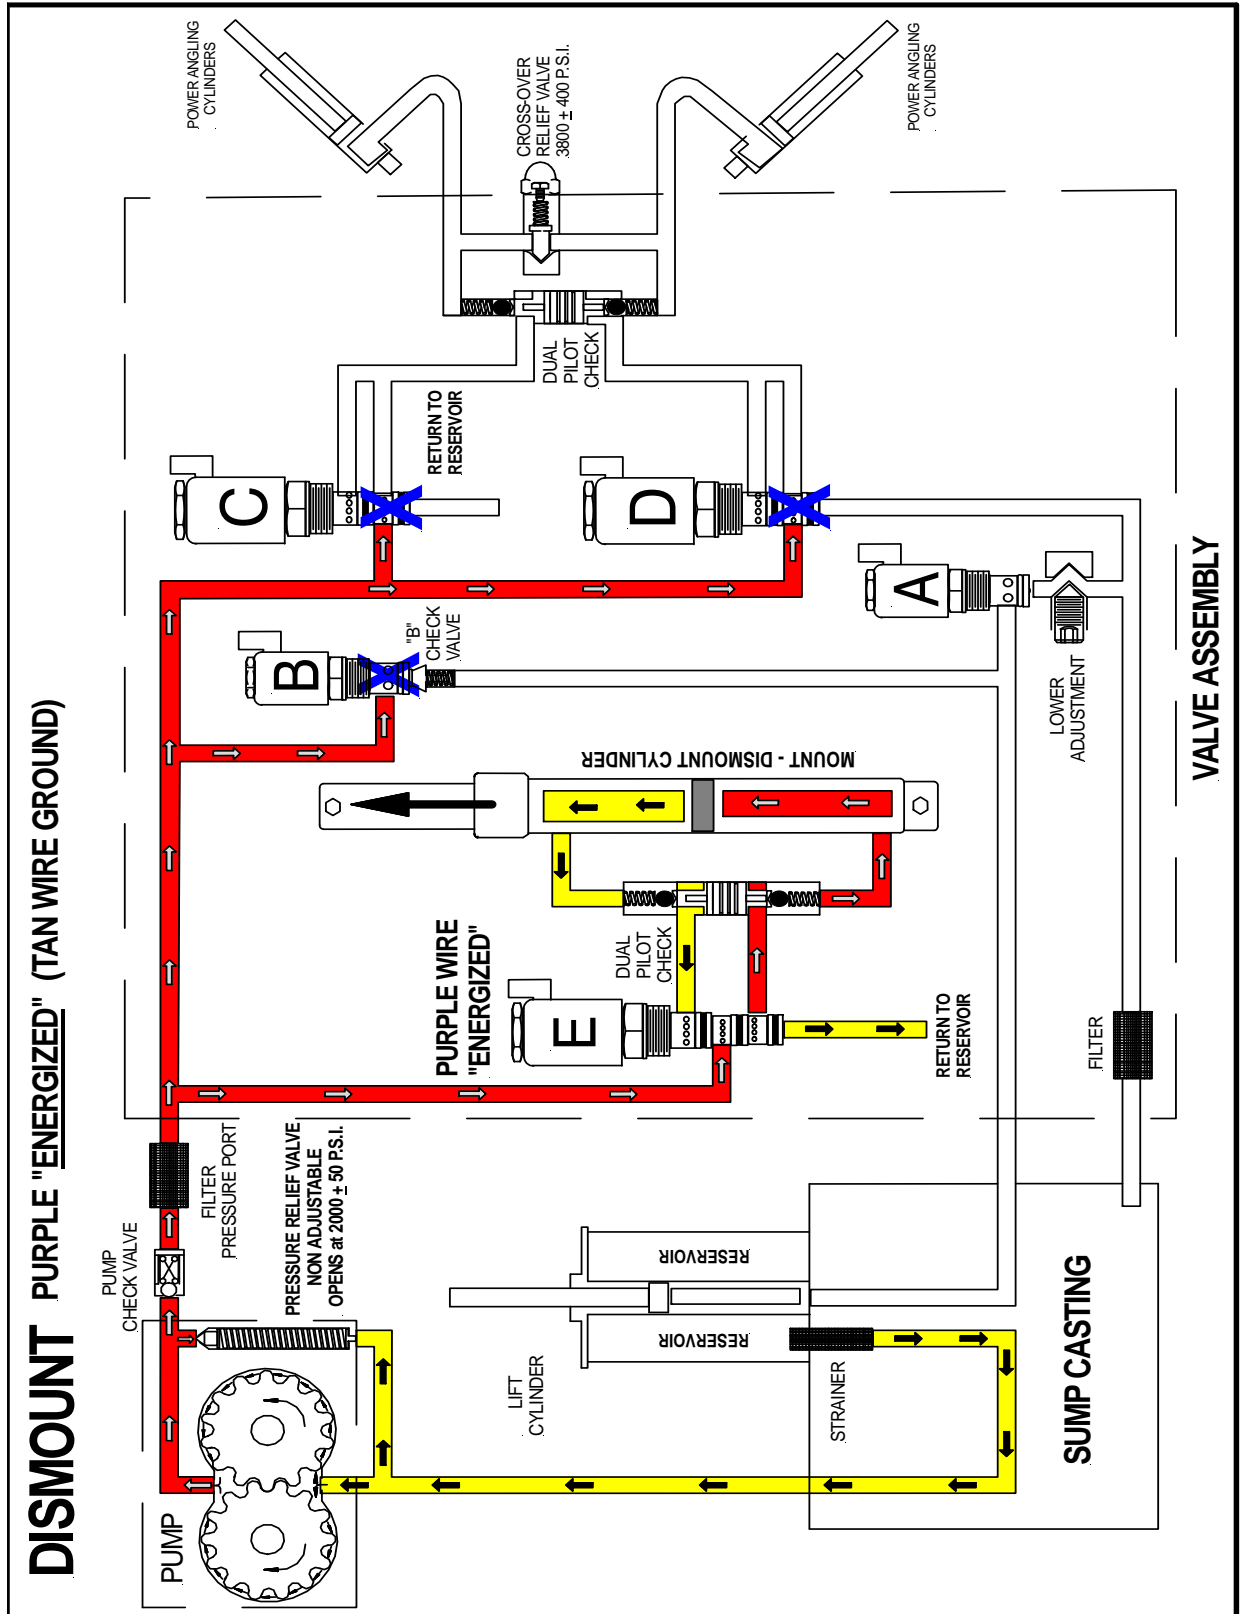 DISMOUNT PURPLE "ENERGIZED" (TAN WIRE GROUND)
POWER ANGLING
CYLINDERS
CROSS-OVER
RELIEF VALVE
3800 ± 400 P.S.I.
POWER ANGLING
CYLINDERS
DUAL
PILOT
CHECK
C
RETURN TO
RESERVOIR
D
A
B
"B"
CHECK
VALVE
LOWER
ADJUSTMENT
VALVE ASSEMBLY
MOUNT - DISMOUNT CYLINDER
PURPLE WIRE
"ENERGIZED"
DUAL
PILOT
CHECK
E
RETURN TO
RESERVOIR
FILTER
FILTER
PRESSURE PORT
PUMP
CHECK VALVE
PRESSURE RELIEF VALVE
NON ADJUSTABLE
OPENS at 2000 ± 50 P.S.I.
RESERVOIR
RESERVOIR
LIFT
CYLINDER
STRAINER
SUMP CASTING
PUMP